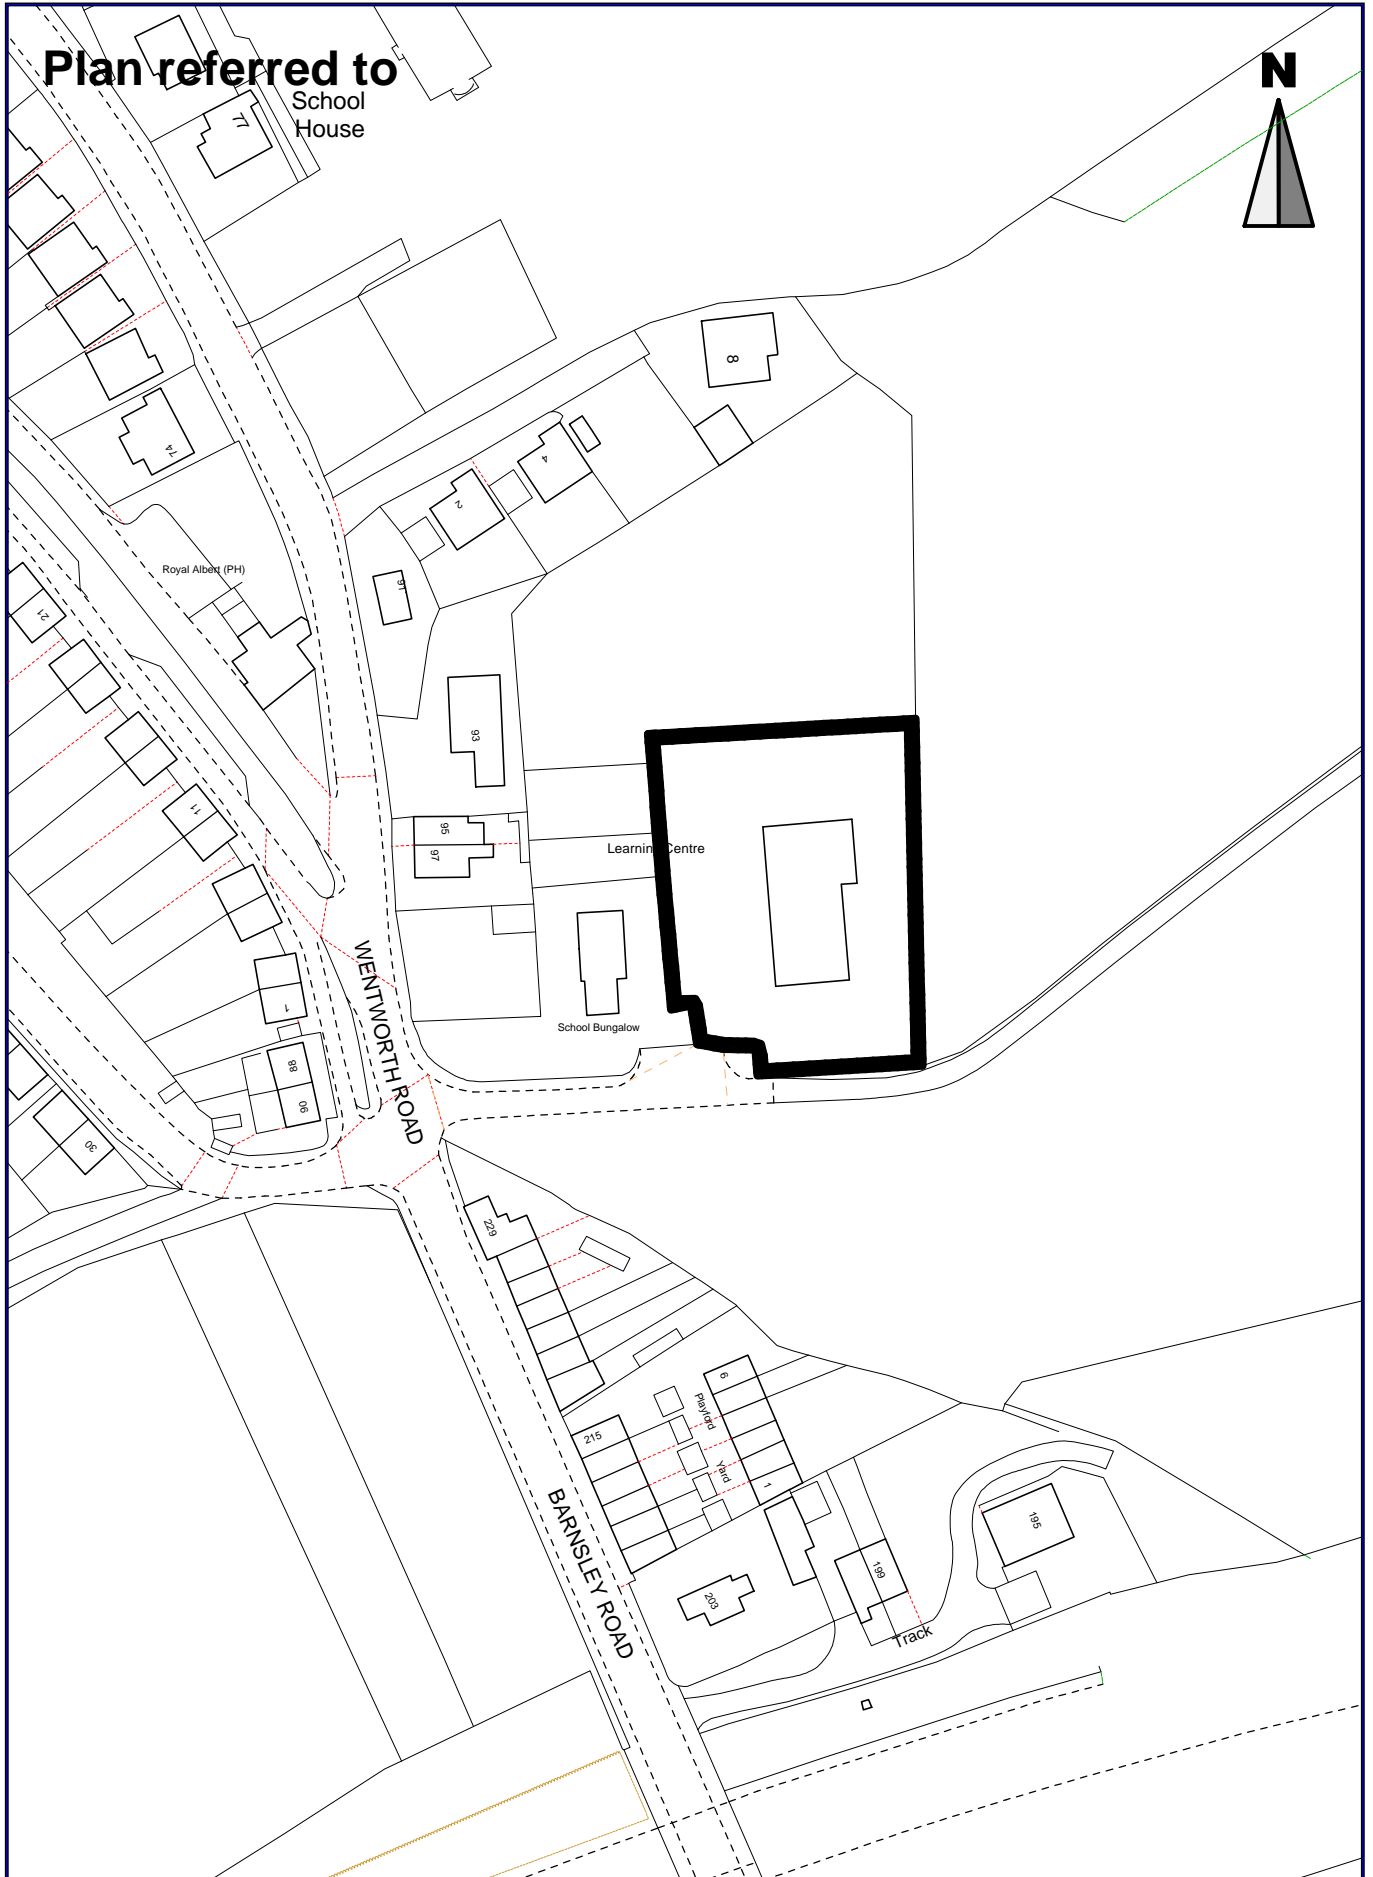 Plan referred to
N
School
House
77
8
4
2
74
Royal Albert (PH)
91
21
93
11
95
97
Learning Centre
WENTWORTH ROAD
1
School Bungalow
88
90
30
229
6
Playford
Yard
215
1
BARNSLEY ROAD
195
199
203
Track